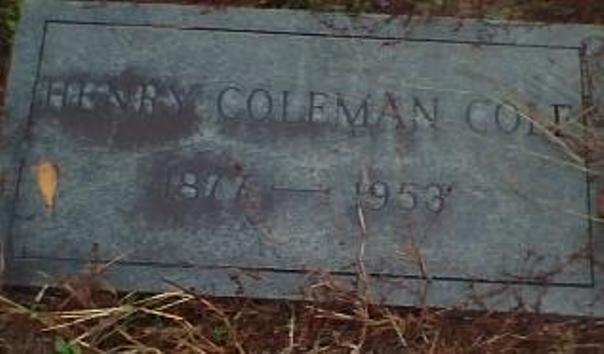 HENRY COLEMAN COLE
1877 — 1953